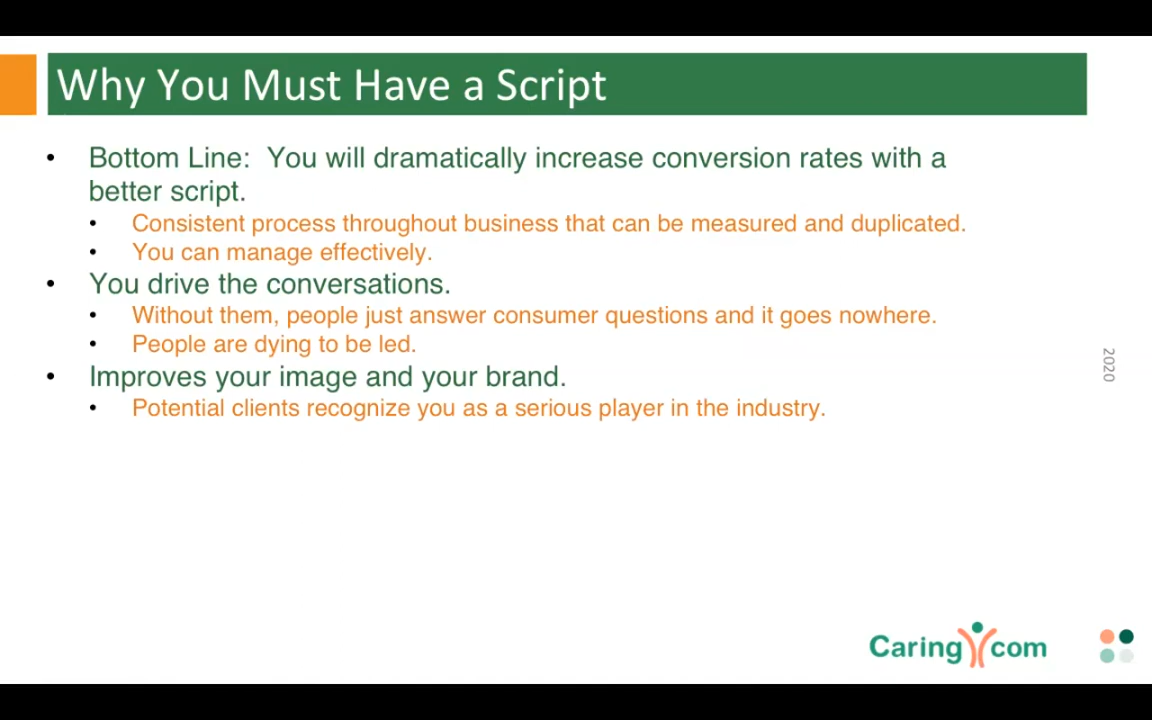 Why You Must Have a Script
• Bottom Line:  You will dramatically increase conversion rates with a
better script.
• Consistent process throughout business that can be measured and duplicated.
• You can manage effectively.
• You drive the conversations.
• Without them, people just answer consumer questions and it goes nowhere.
• People are dying to be led.
• Improves your image and your brand.
• Potential clients recognize you as a serious player in the industry.
2020
Caring com